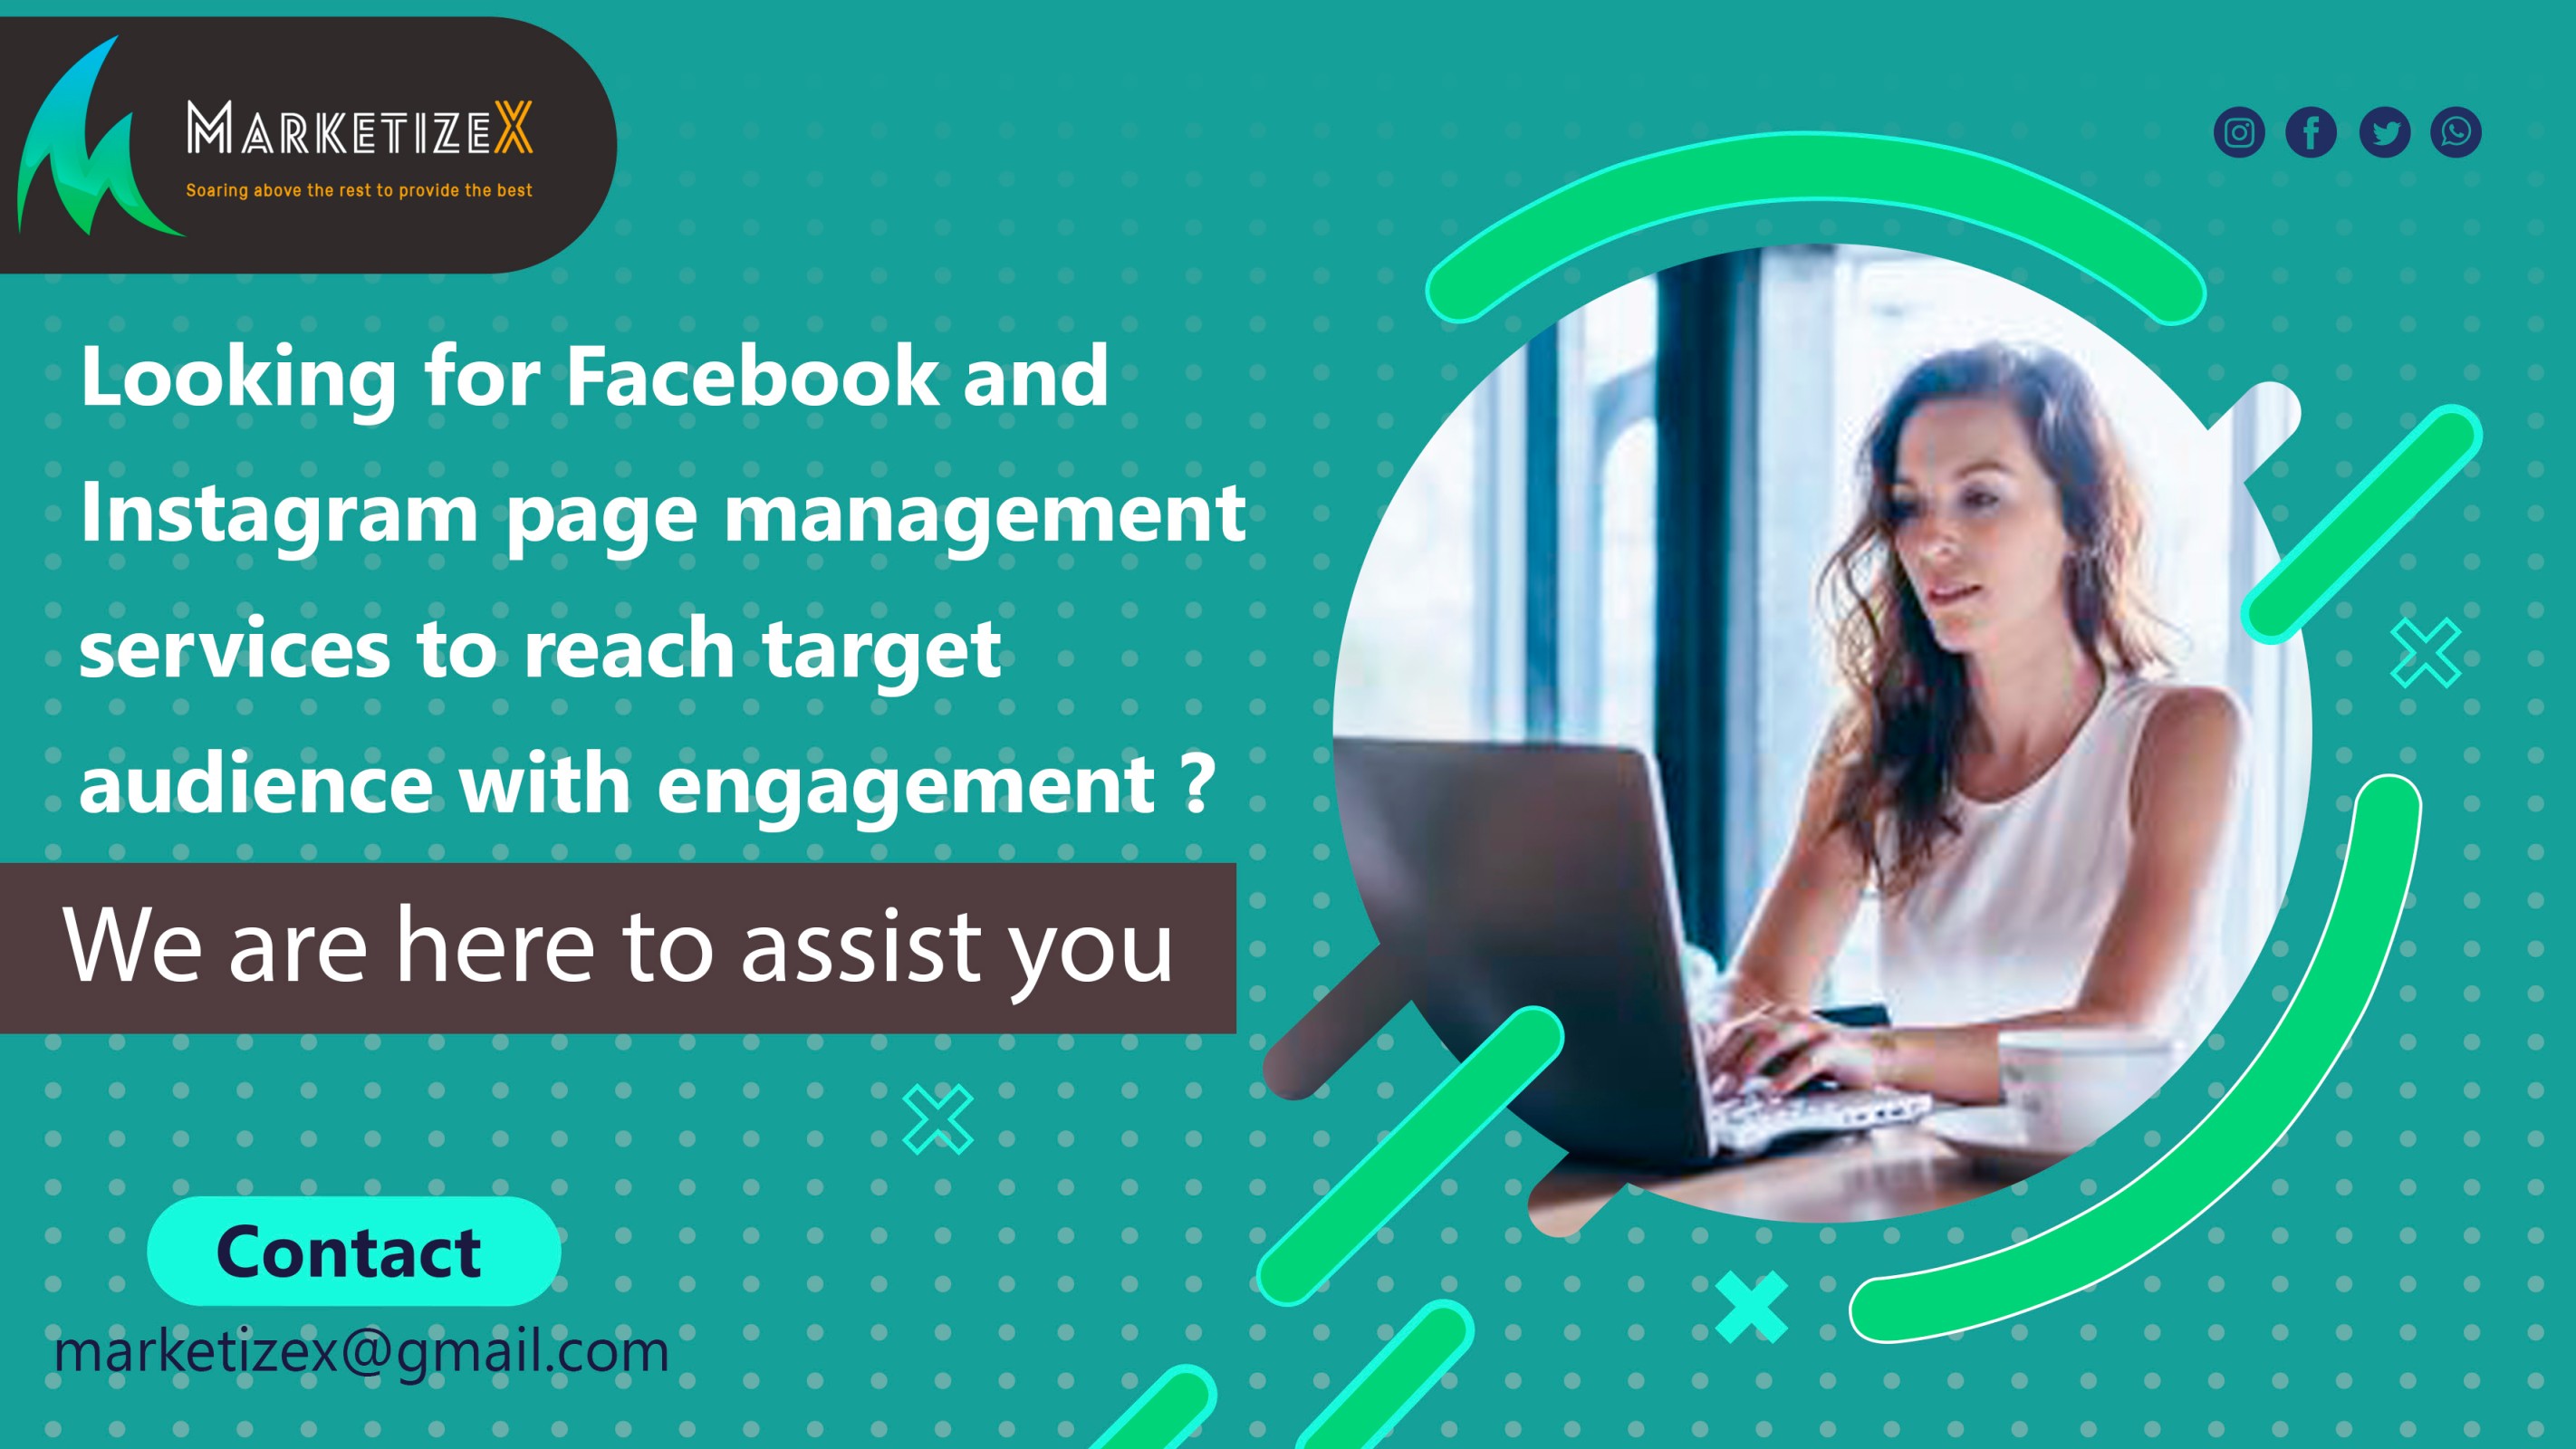 MARKETIZEX
Soaring above the rest to provide the best
Looking for Facebook and
Instagram page management
services to reach target
audience with engagement ?
We are here to assist you
Contact
marketizex@gmail.com